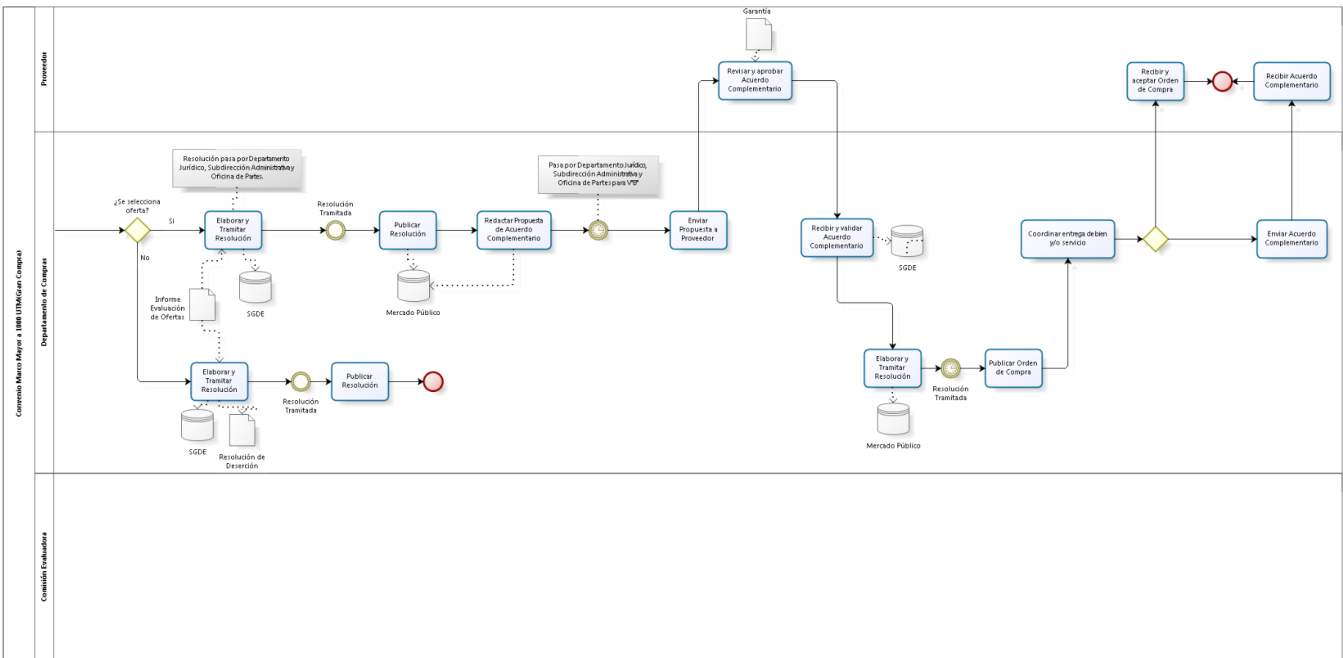 Convenio Marco Mayor a 1000 UTM(Gran Compra)
Proveedor
Garantía
Revisar y aprobar
Acuerdo
Complementario
Recibir y
aceptar Orden
de Compra
Recibir Acuerdo
Complementario
Departamento de Compras
Resolución pasa por Departamento
Jurídico, Subdirección Administrativa y
Oficina de Partes.
Pasa por Departamento Jurídico,
Subdirección Administrativa y
Oficina de Partes para V°B°
¿Se selecciona
oferta?
Si
No
Elaborar y
Tramitar
Resolución
Resolución
Tramitada
Publicar
Resolución
Redactar Propuesta
de Acuerdo
Complementario
Enviar
Propuesta a
Proveedor
Recibir y validar
Acuerdo
Complementario
SGDE
Coordinar entrega de bien
y/o servicio
Enviar Acuerdo
Complementario
Informe
Evaluación
de Ofertas
SGDE
Mercado Público
Elaborar y
Tramitar
Resolución
Resolución
Tramitada
Publicar
Resolución
SGDE
Resolución de
Deserción
Elaborar y
Tramitar
Resolución
Resolución
Tramitada
Publicar Orden
de Compra
Mercado Público
Comisión Evaluadora